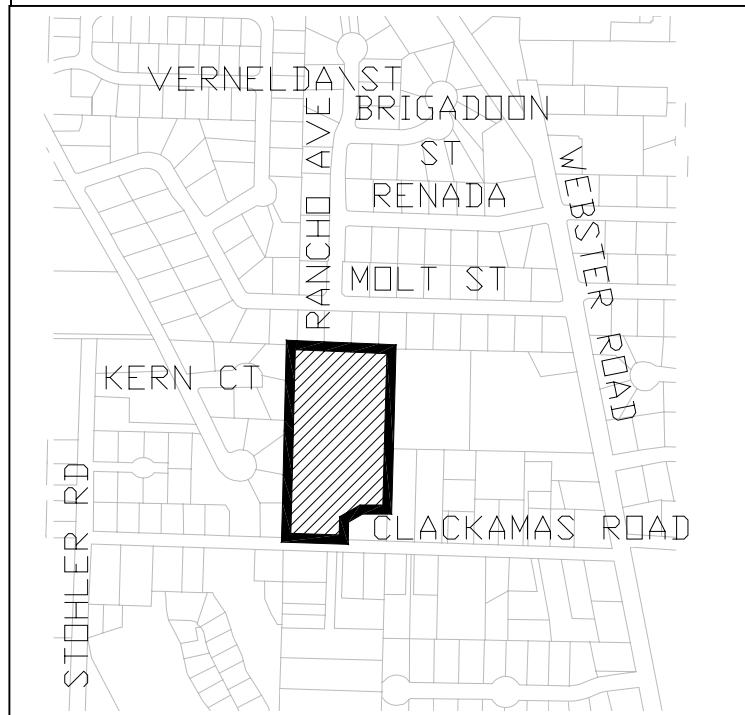 VERNELDA\ST
BRIGADOON
ST
RENADA
RANCHO AVE
WEBSTER ROAD
MOLT ST
KERN CT
CLACKAMAS ROAD
STOHLER RD